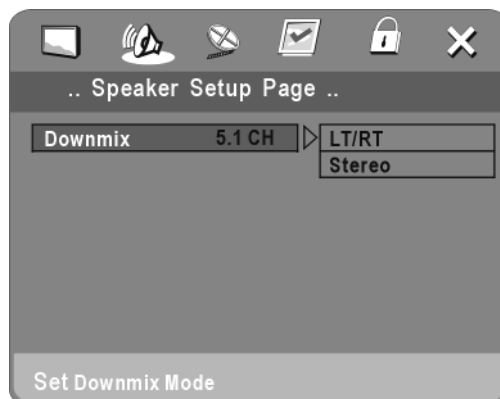 .. Speaker Setup Page ..
Downmix 5.1 CH LT/RT
Stereo
Set Downmix Mode